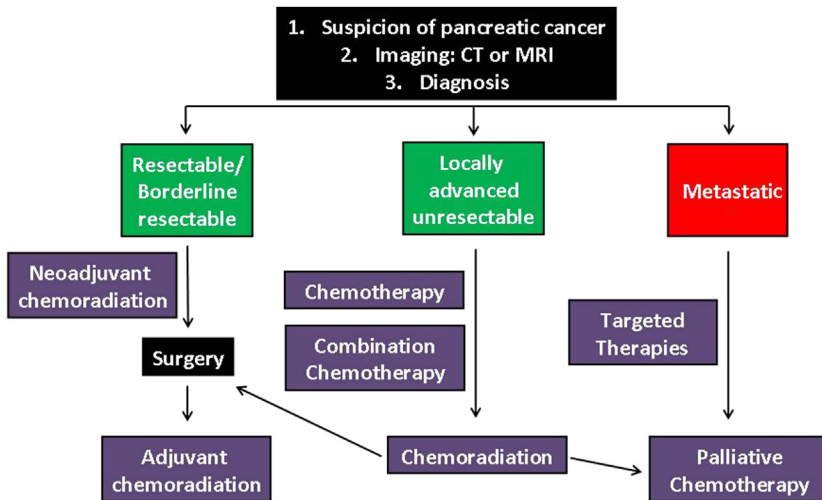 1. Suspicion of pancreatic cancer
2. Imaging: CT or MRI
3. Diagnosis
Resectable/
Borderline
resectable
Locally
advanced
unresectable
Metastatic
Neoadjuvant
chemoradiation
Chemotherapy
Combination
Chemotherapy
Targeted
Therapies
Surgery
Adjuvant
chemoradiation
Chemoradiation
Palliative
Chemotherapy